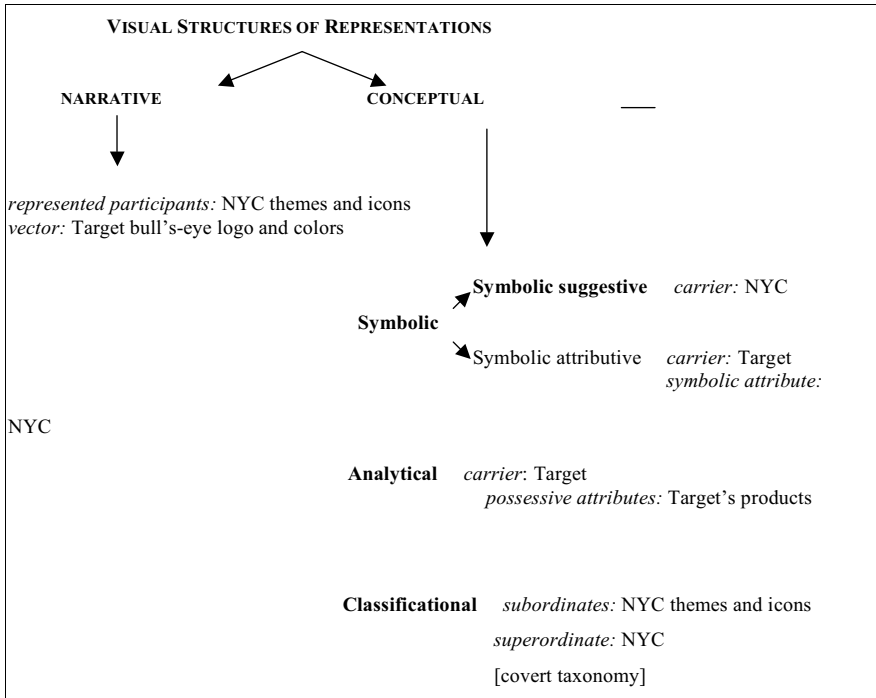 VISUAL STRUCTURES OF REPRESENTATIONS
NARRATIVE CONCEPTUAL
represented participants: NYC themes and icons
vector: Target bull's-eye logo and colors
Symbolic suggestive carrier: NYC
Symbolic
Symbolic attributive carrier: Target
symbolic attribute:
NYC
Analytical carrier: Target
possessive attributes: Target's products
Classificational subordinates: NYC themes and icons
superordinate: NYC
[covert taxonomy]